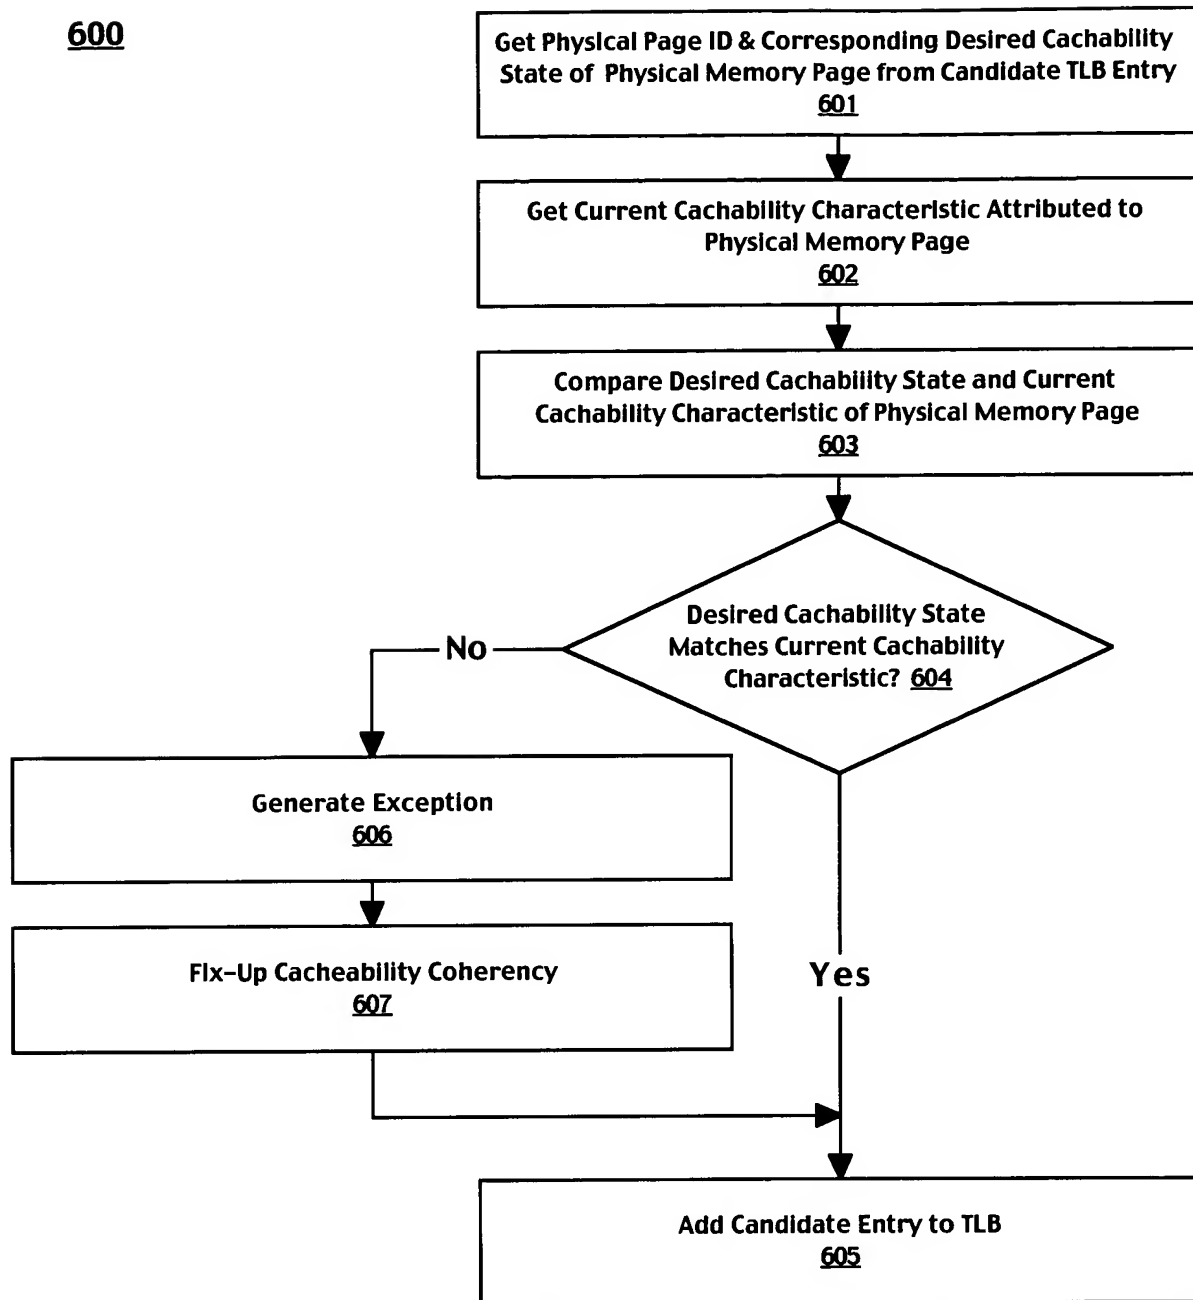 600
Get Physical Page ID & Corresponding Desired Cachability
State of Physical Memory Page from Candidate TLB Entry
601
Get Current Cachability Characteristic Attributed to
Physical Memory Page
602
Compare Desired Cachability State and Current
Cachability Characteristic of Physical Memory Page
603
Desired Cachability State
Matches Current Cachability
Characteristic? 604
No
Generate Exception
606
Fix-Up Cacheability Coherency
607
Yes
Add Candidate Entry to TLB
605